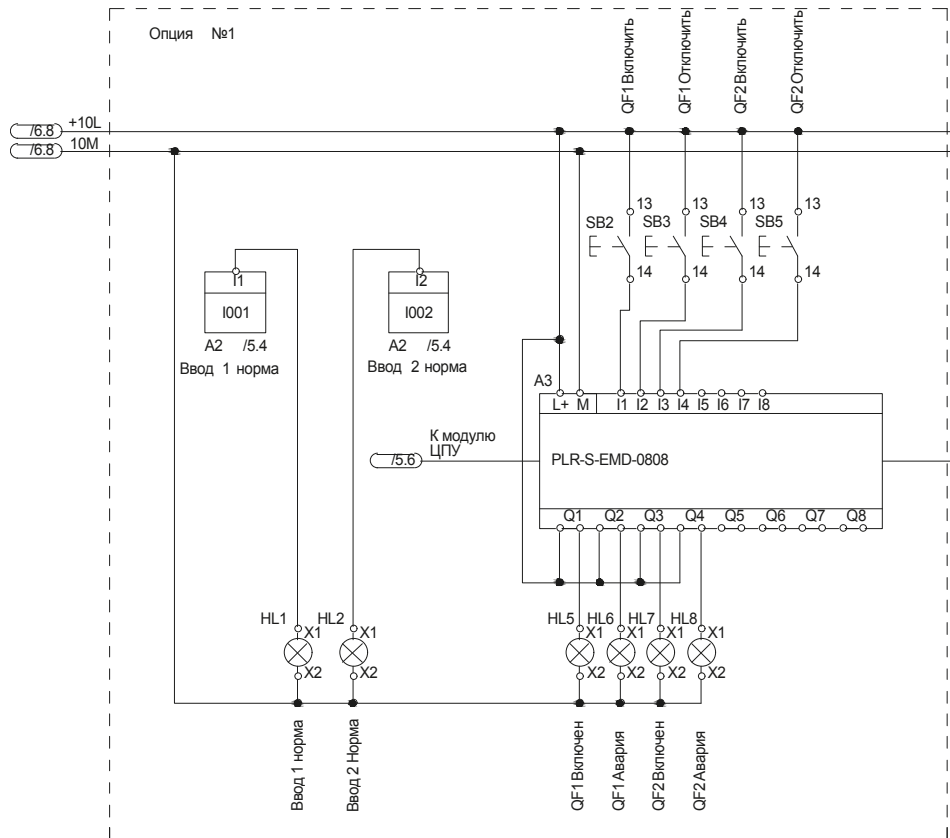 Опция №1
QF1 Включить
QF1 Отключить
QF2 Включить
QF2 Отключить
/6.8 +10L
/6.8 10M
13 13 13 13
SB2 SB3 SB4 SB5
14 14 14 14
I1 I2
I001 I002
A2 /5.4 A2 /5.4
Ввод 1 норма Ввод 2 норма
A3
L+ M I1 I2 I3 I4 I5 I6 I7 I8
К модулю
ЦПУ
/5.6 PLR-S-EMD-0808
Q1 Q2 Q3 Q4 Q5 Q6 Q7 Q8
HL1 HL2 HL5 HL6 HL7 HL8
X1 X1 X1 X1 X1 X1
X2 X2 X2 X2 X2 X2
Ввод 1 норма
Ввод 2 Норма
QF1 Включен
QF1 Авария
QF2 Включен
QF2 Авария